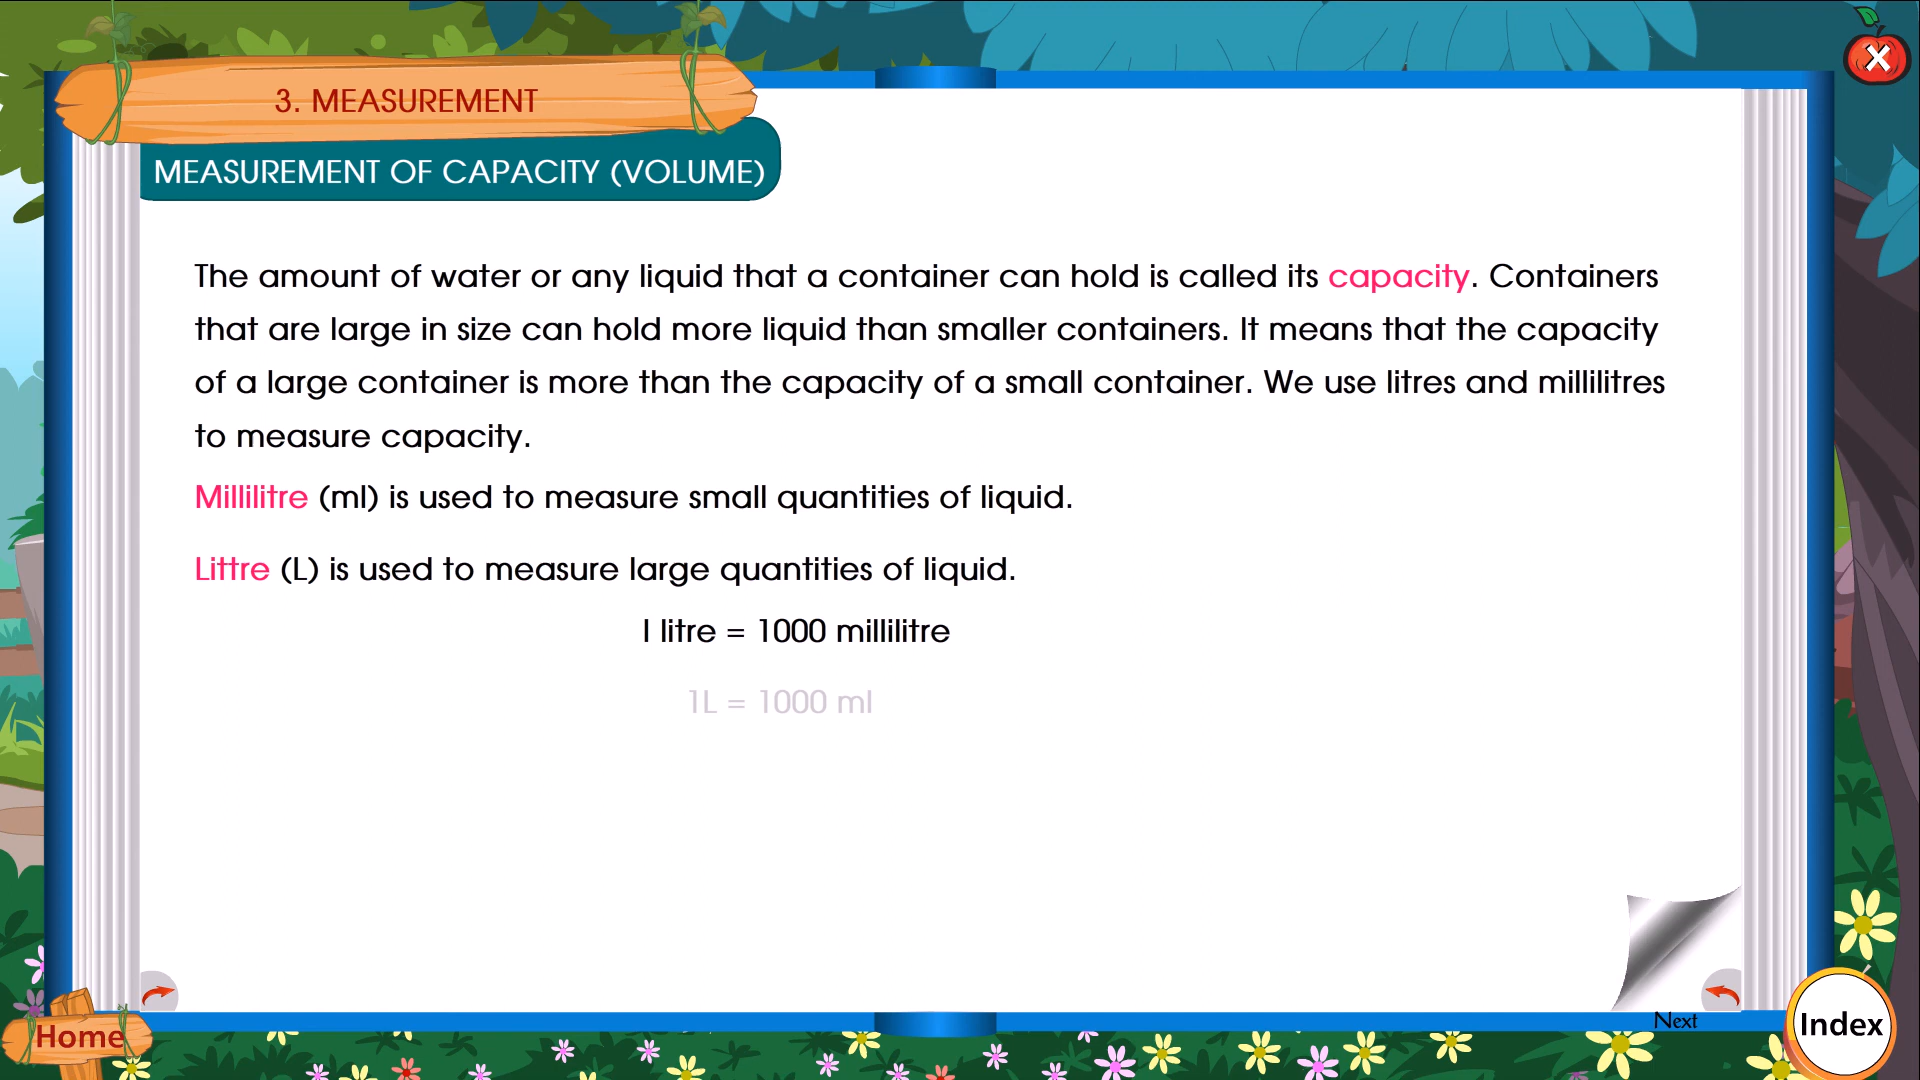 3. MEASUREMENT
MEASUREMENT OF CAPACITY (VOLUME)
The amount of water or any liquid that a container can hold is called its capacity. Containers
that are large in size can hold more liquid than smaller containers. It means that the capacity
of a large container is more than the capacity of a small container. We use litres and millilitres
to measure capacity.
Millilitre (ml) is used to measure small quantities of liquid.
Littre (L) is used to measure large quantities of liquid.
I litre = 1000 millilitre
1L = 1000 ml
Next
Home
Index